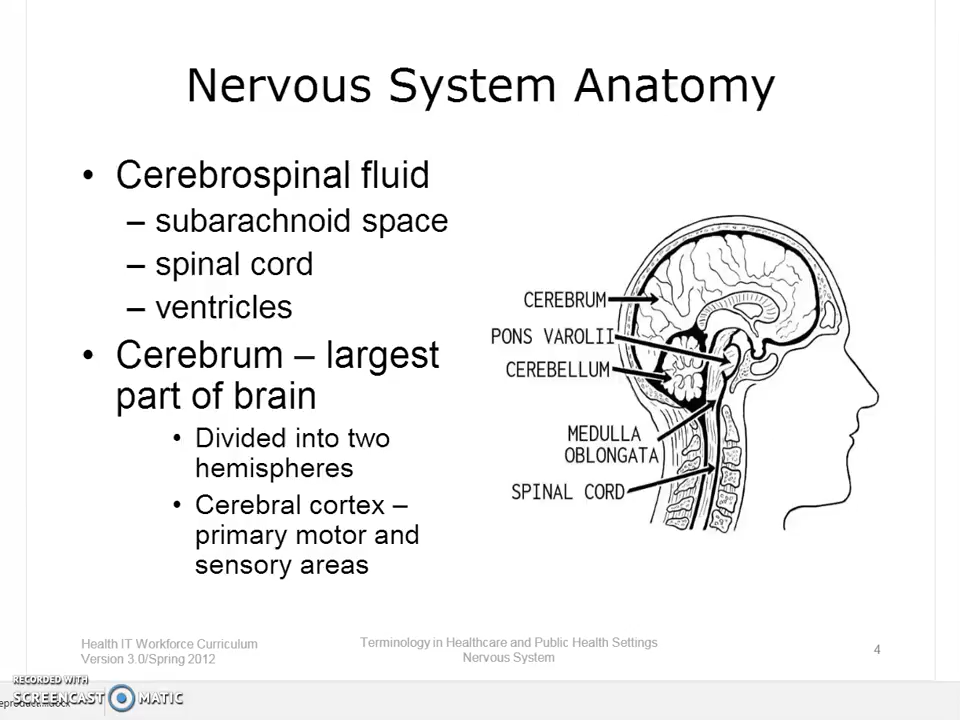 Nervous System Anatomy
• Cerebrospinal fluid
– subarachnoid space
– spinal cord
– ventricles
• Cerebrum – largest
part of brain
• Divided into two
hemispheres
• Cerebral cortex –
primary motor and
sensory areas
CEREBRUM
PONS VAROLII
CEREBELLUM
MEDULLA
OBLONGATA
SPINAL CORD
Health IT Workforce Curriculum
Version 3.0/Spring 2012
Terminology in Healthcare and Public Health Settings
Nervous System
4
RECORDED WITH
SCREENCAST MATIC